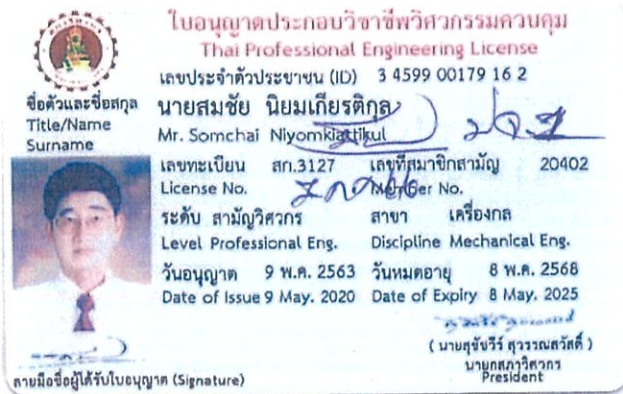 ใบอนุญาตประกอบวิชาชีพวิศวกรรมควบคุม
Thai Professional Engineering License
เลขประจำตัวประชาชน (ID) 3 4599 00179 16 2
ชื่อตัวและชื่อสกุล นายสมชัย นิยมเกียรติกุล
Title/Name Mr. Somchai Niyomkiattikul
Surname
เลขทะเบียน สก.3127 เลขที่สมาชิกสามัญ 20402
License No. Member No.
ระดับ สามัญวิศวกร สาขา เครื่องกล
Level Professional Eng. Discipline Mechanical Eng.
วันอนุญาต 9 พ.ค. 2563 วันหมดอายุ 8 พ.ค. 2568
Date of Issue 9 May. 2020 Date of Expiry 8 May. 2025
( นายสุชัชวีร์ สุวรรณสวัสดิ์ )
นายกสภาวิศวกร
President
ลายมือชื่อผู้ได้รับใบอนุญาต (Signature)